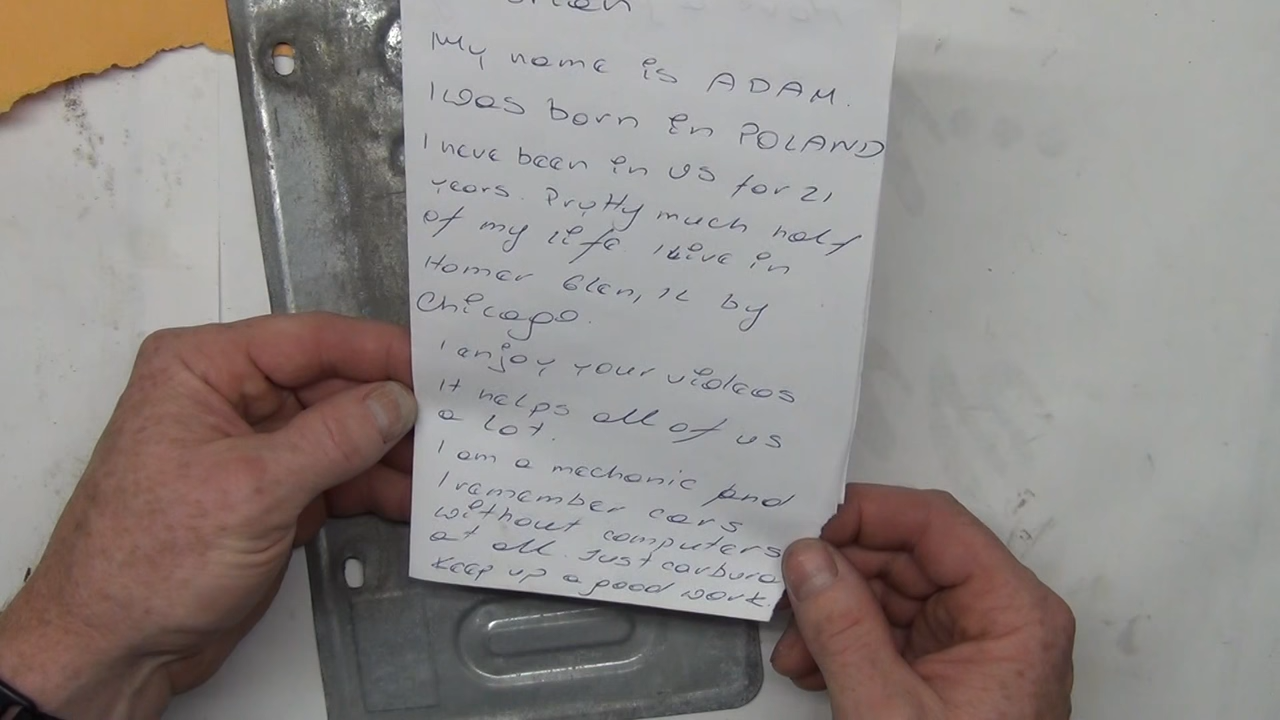 My name is ADAM.
I was born in POLAND
I have been in US for 21
years. Pretty much half
of my life. I live in
Homer Glen, IL by
Chicago.
I enjoy your videos
It helps all of us
a lot.
I am a mechanic and
I remember cars
without computers
at all. Just carbura
Keep up a good work.